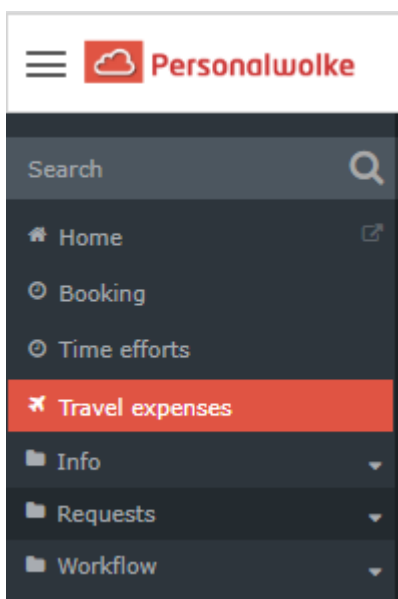 Personalwolke
Search
Home
Booking
Time efforts
Travel expenses
Info
Requests
Workflow